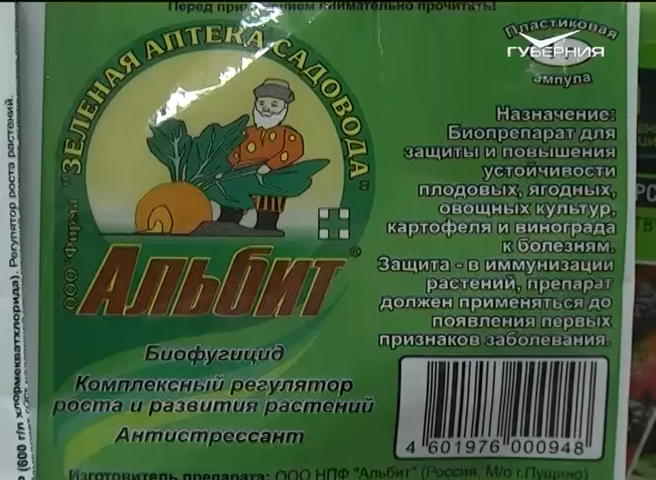 Перед применением внимательно прочитать!
Пластиковая
ГУБЕРНИЯ
ампула
ООО Фирма "ЗЕЛЕНАЯ АПТЕКА САДОВОДА"
Альбит®
Биофугицид
Комплексный регулятор
роста и развития растений
Антистрессант
Назначение:
Биопрепарат для
защиты и повышения
устойчивости
плодовых, ягодных,
овощных культур,
картофеля и винограда
к болезням.
Защита - в иммунизации
растений, препарат
должен применяться до
появления первых
признаков заболевания.
4 601976 000948
Изготовитель препарата: ООО НПФ "Альбит" (Россия, М/о г.Пущино)
(600 г/л хлормекватхлорида). Регулятор роста растений.